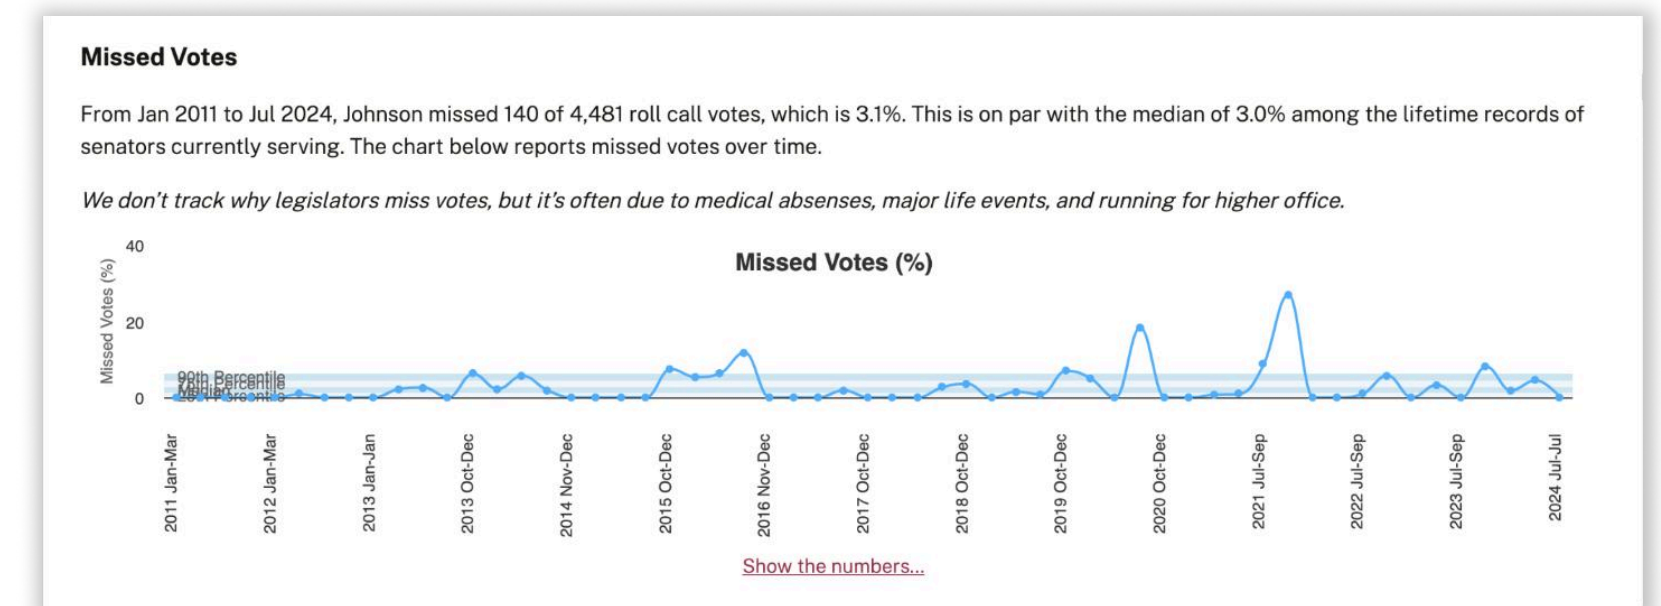 Missed Votes
From Jan 2011 to Jul 2024, Johnson missed 140 of 4,481 roll call votes, which is 3.1%. This is on par with the median of 3.0% among the lifetime records of
senators currently serving. The chart below reports missed votes over time.
We don't track why legislators miss votes, but it's often due to medical absenses, major life events, and running for higher office.
Missed Votes (%)
Missed Votes (%)
40
20
0
90th Percentile
Percentile
Median
Percentile
2011 Jan-Mar
2012 Jan-Mar
2013 Jan-Jan
2013 Oct-Dec
2014 Nov-Dec
2015 Oct-Dec
2016 Nov-Dec
2017 Oct-Dec
2018 Oct-Dec
2019 Oct-Dec
2020 Oct-Dec
2021 Jul-Sep
2022 Jul-Sep
2023 Jul-Sep
2024 Jul-Jul
Show the numbers...